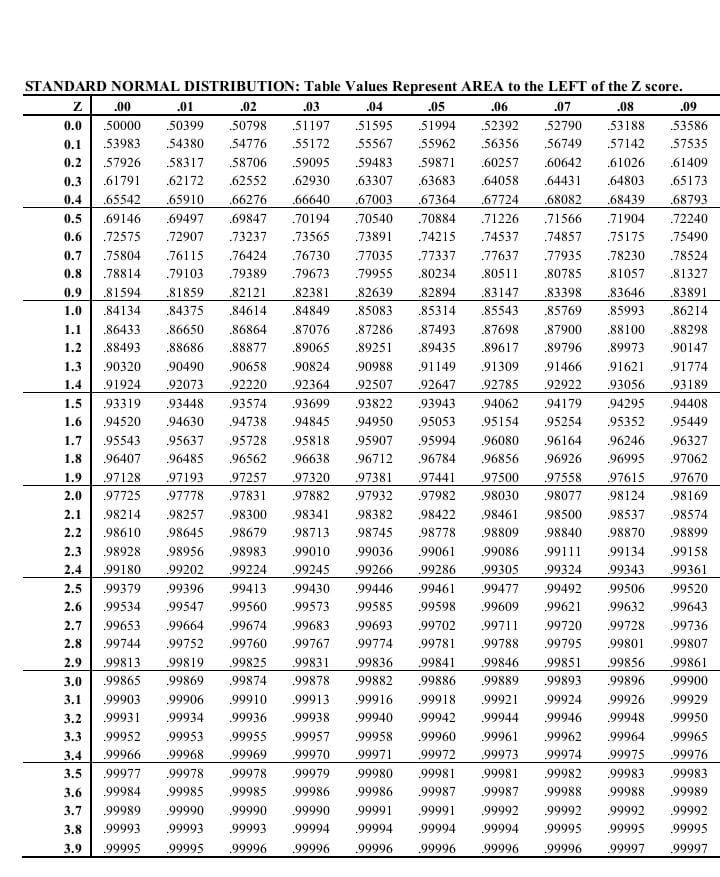 STANDARD NORMAL DISTRIBUTION: Table Values Represent AREA to the LEFT of the Z score.
Z .00 .01 .02 .03 .04 .05 .06 .07 .08 .09
0.0 .50000 .50399 .50798 .51197 .51595 .51994 .52392 .52790 .53188 .53586
0.1 .53983 .54380 .54776 .55172 .55567 .55962 .56356 .56749 .57142 .57535
0.2 .57926 .58317 .58706 .59095 .59483 .59871 .60257 .60642 .61026 .61409
0.3 .61791 .62172 .62552 .62930 .63307 .63683 .64058 .64431 .64803 .65173
0.4 .65542 .65910 .66276 .66640 .67003 .67364 .67724 .68082 .68439 .68793
0.5 .69146 .69497 .69847 .70194 .70540 .70884 .71226 .71566 .71904 .72240
0.6 .72575 .72907 .73237 .73565 .73891 .74215 .74537 .74857 .75175 .75490
0.7 .75804 .76115 .76424 .76730 .77035 .77337 .77637 .77935 .78230 .78524
0.8 .78814 .79103 .79389 .79673 .79955 .80234 .80511 .80785 .81057 .81327
0.9 .81594 .81859 .82121 .82381 .82639 .82894 .83147 .83398 .83646 .83891
1.0 .84134 .84375 .84614 .84849 .85083 .85314 .85543 .85769 .85993 .86214
1.1 .86433 .86650 .86864 .87076 .87286 .87493 .87698 .87900 .88100 .88298
1.2 .88493 .88686 .88877 .89065 .89251 .89435 .89617 .89796 .89973 .90147
1.3 .90320 .90490 .90658 .90824 .90988 .91149 .91309 .91466 .91621 .91774
1.4 .91924 .92073 .92220 .92364 .92507 .92647 .92785 .92922 .93056 .93189
1.5 .93319 .93448 .93574 .93699 .93822 .93943 .94062 .94179 .94295 .94408
1.6 .94520 .94630 .94738 .94845 .94950 .95053 .95154 .95254 .95352 .95449
1.7 .95543 .95637 .95728 .95818 .95907 .95994 .96080 .96164 .96246 .96327
1.8 .96407 .96485 .96562 .96638 .96712 .96784 .96856 .96926 .96995 .97062
1.9 .97128 .97193 .97257 .97320 .97381 .97441 .97500 .97558 .97615 .97670
2.0 .97725 .97778 .97831 .97882 .97932 .97982 .98030 .98077 .98124 .98169
2.1 .98214 .98257 .98300 .98341 .98382 .98422 .98461 .98500 .98537 .98574
2.2 .98610 .98645 .98679 .98713 .98745 .98778 .98809 .98840 .98870 .98899
2.3 .98928 .98956 .98983 .99010 .99036 .99061 .99086 .99111 .99134 .99158
2.4 .99180 .99202 .99224 .99245 .99266 .99286 .99305 .99324 .99343 .99361
2.5 .99379 .99396 .99413 .99430 .99446 .99461 .99477 .99492 .99506 .99520
2.6 .99534 .99547 .99560 .99573 .99585 .99598 .99609 .99621 .99632 .99643
2.7 .99653 .99664 .99674 .99683 .99693 .99702 .99711 .99720 .99728 .99736
2.8 .99744 .99752 .99760 .99767 .99774 .99781 .99788 .99795 .99801 .99807
2.9 .99813 .99819 .99825 .99831 .99836 .99841 .99846 .99851 .99856 .99861
3.0 .99865 .99869 .99874 .99878 .99882 .99886 .99889 .99893 .99896 .99900
3.1 .99903 .99906 .99910 .99913 .99916 .99918 .99921 .99924 .99926 .99929
3.2 .99931 .99934 .99936 .99938 .99940 .99942 .99944 .99946 .99948 .99950
3.3 .99952 .99953 .99955 .99957 .99958 .99960 .99961 .99962 .99964 .99965
3.4 .99966 .99968 .99969 .99970 .99971 .99972 .99973 .99974 .99975 .99976
3.5 .99977 .99978 .99978 .99979 .99980 .99981 .99981 .99982 .99983 .99983
3.6 .99984 .99985 .99985 .99986 .99986 .99987 .99987 .99988 .99988 .99989
3.7 .99989 .99990 .99990 .99990 .99991 .99991 .99992 .99992 .99992 .99992
3.8 .99993 .99993 .99993 .99994 .99994 .99994 .99994 .99995 .99995 .99995
3.9 .99995 .99995 .99996 .99996 .99996 .99996 .99996 .99996 .99997 .99997